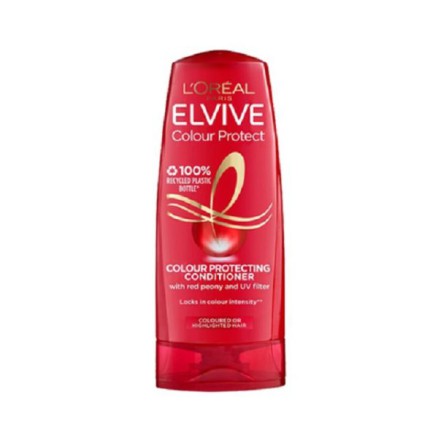 L'ORÉAL
PARIS
ELVIVE
Colour Protect
100%
RECYCLED PLASTIC
BOTTLE*
COLOUR PROTECTING
CONDITIONER
with red peony and UV filter
Locks in colour intensity**
COLOURED OR
HIGHLIGHTED HAIR